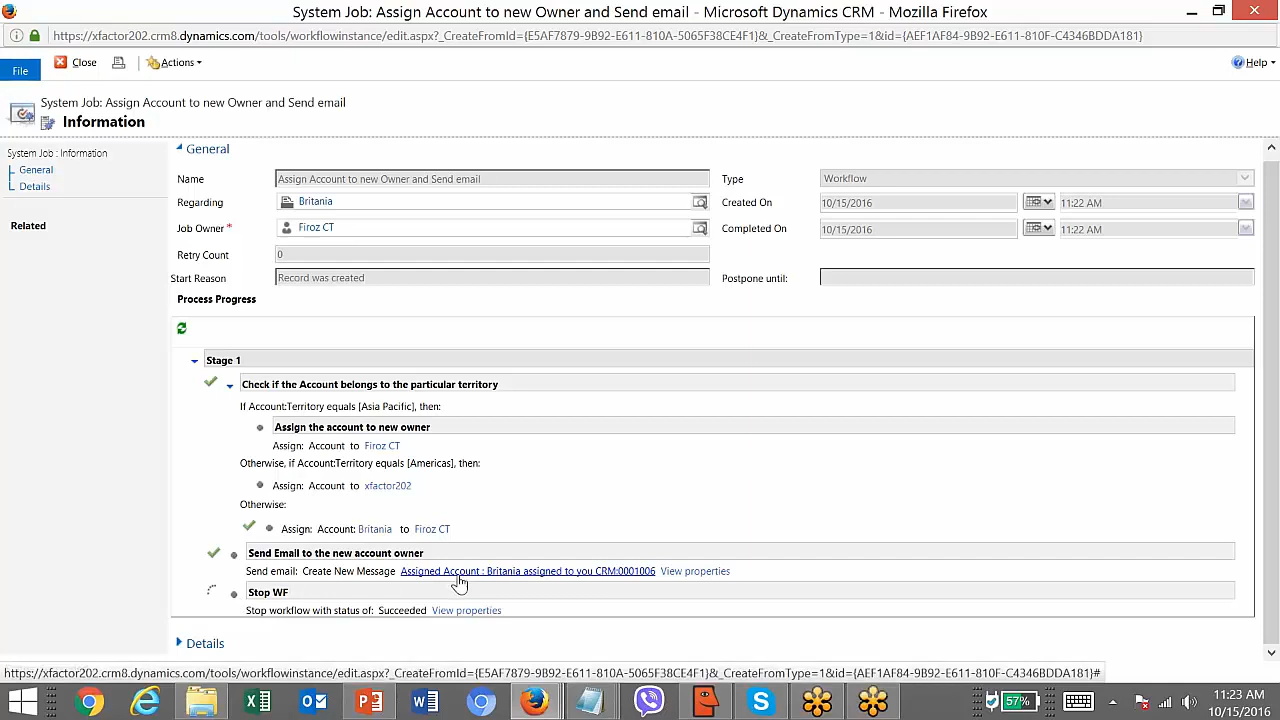 System Job: Assign Account to new Owner and Send email - Microsoft Dynamics CRM - Mozilla Firefox
https://xfactor202.crm8.dynamics.com/tools/workflowinstance/edit.aspx?_CreateFromId={E5AF7879-9B92-E611-810A-5065F38CE4F1}&_CreateFromType=1&id={AEF1AF84-9B92-E611-810F-C4346BDDA181}
File Close Actions Help
System Job: Assign Account to new Owner and Send email
Information
System Job : Information
General
Details
Related
General
Name Assign Account to new Owner and Send email Type Workflow
Regarding Britania Created On 10/15/2016 11:22 AM
Job Owner * Firoz CT Completed On 10/15/2016 11:22 AM
Retry Count 0
Start Reason Record was created Postpone until:
Process Progress
Stage 1
Check if the Account belongs to the particular territory
If Account:Territory equals [Asia Pacific], then:
Assign the account to new owner
Assign: Account to Firoz CT
Otherwise, if Account:Territory equals [Americas], then:
Assign: Account to xfactor202
Otherwise:
Assign: Account: Britania to Firoz CT
Send Email to the new account owner
Send email: Create New Message Assigned Account : Britania assigned to you CRM:0001006 View properties
Stop WF
Stop workflow with status of: Succeeded View properties
Details
https://xfactor202.crm8.dynamics.com/tools/workflowinstance/edit.aspx?_CreateFromId={E5AF7879-9B92-E611-810A-5065F38CE4F1}&_CreateFromType=1&id={AEF1AF84-9B92-E611-810F-C4346BDDA181}#
57%
11:23 AM
10/15/2016